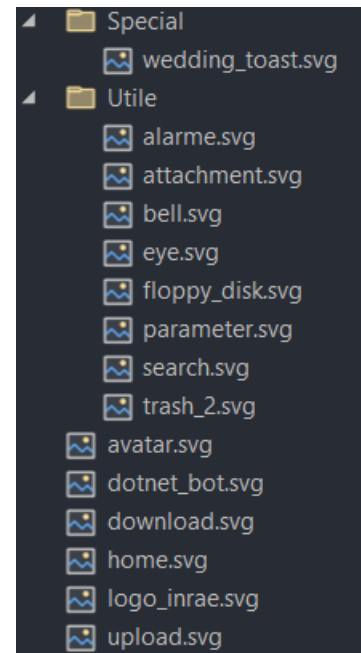 Special
wedding_toast.svg
Utile
alarme.svg
attachment.svg
bell.svg
eye.svg
floppy_disk.svg
parameter.svg
search.svg
trash_2.svg
avatar.svg
dotnet_bot.svg
download.svg
home.svg
logo_inrae.svg
upload.svg